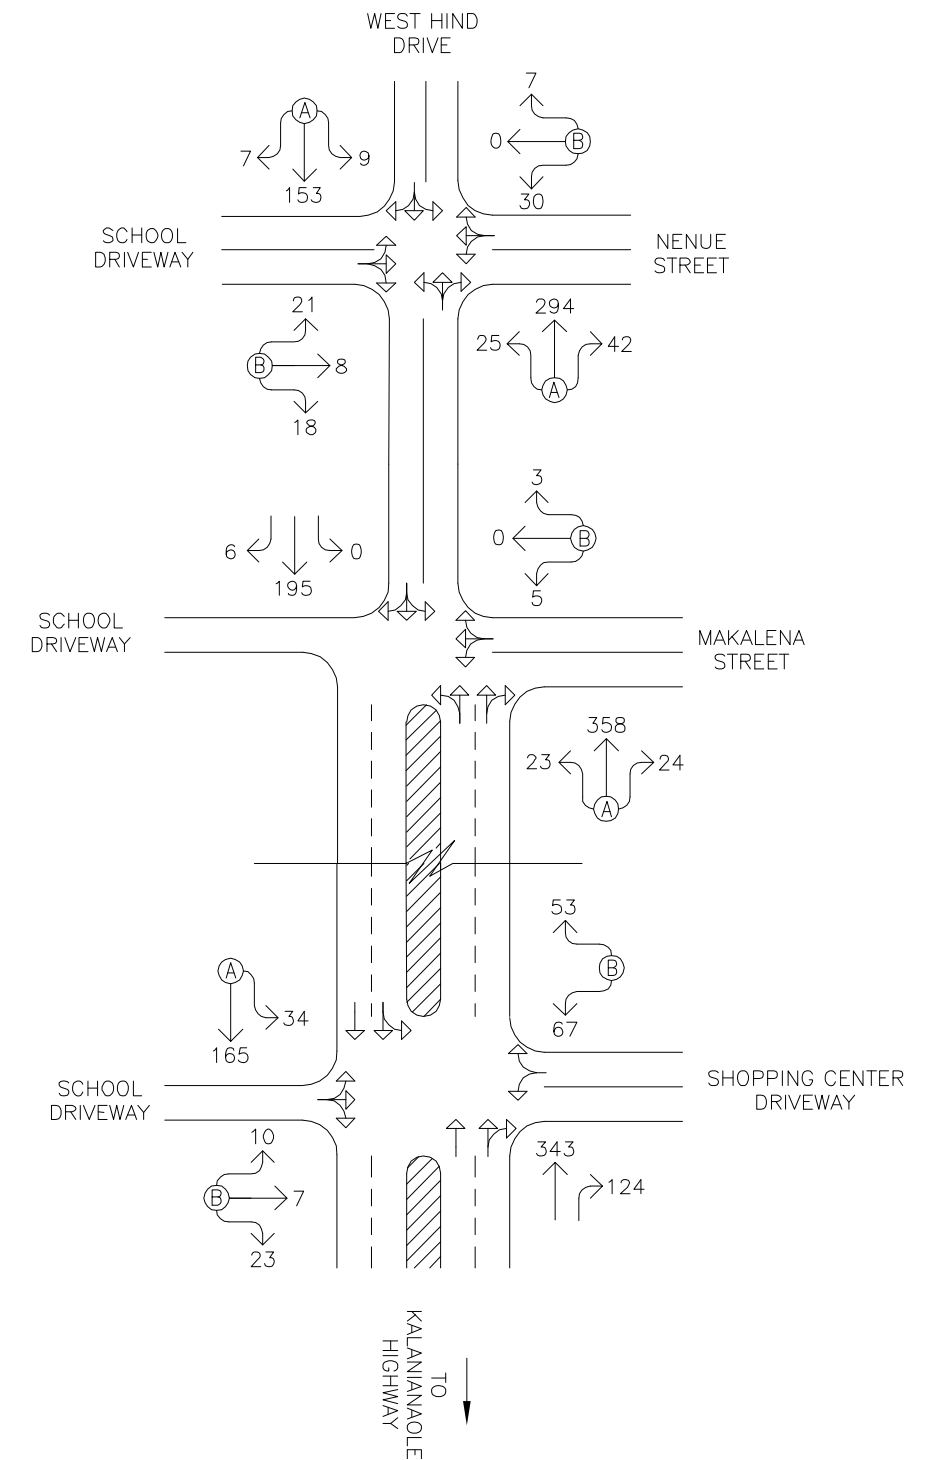 WEST HIND
DRIVE
A
7
9
153
7
B
0
30
SCHOOL
DRIVEWAY
NENUE
STREET
21
B
8
18
294
25
42
A
6
0
195
3
B
0
5
SCHOOL
DRIVEWAY
MAKALENA
STREET
358
23
24
A
A
34
165
53
B
67
SCHOOL
DRIVEWAY
SHOPPING CENTER
DRIVEWAY
10
B
7
23
343
124
TO
KALANIANAOLE
HIGHWAY